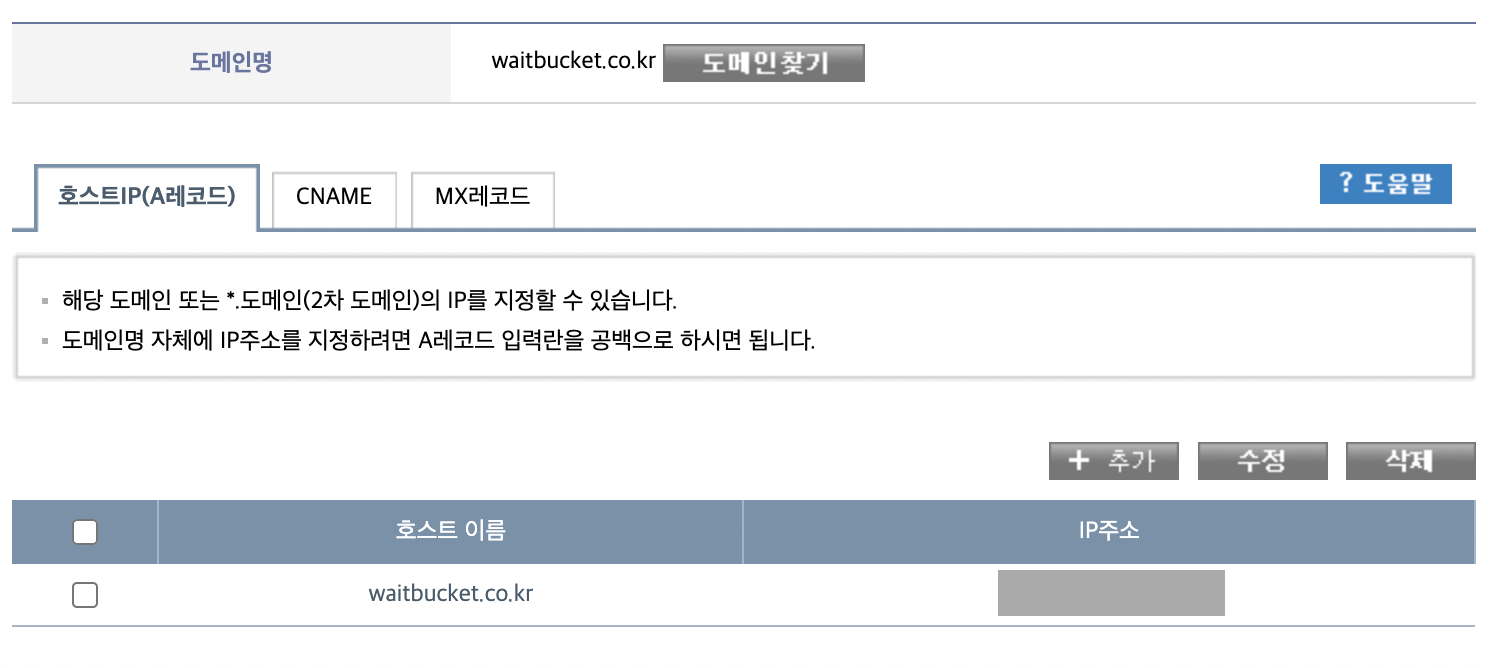 도메인명
waitbucket.co.kr 도메인찾기
호스트IP(A레코드)
CNAME
MX레코드
? 도움말
해당 도메인 또는 *.도메인(2차 도메인)의 IP를 지정할 수 있습니다.
도메인명 자체에 IP주소를 지정하려면 A레코드 입력란을 공백으로 하시면 됩니다.
+ 추가
수정
삭제
호스트 이름
IP주소
waitbucket.co.kr